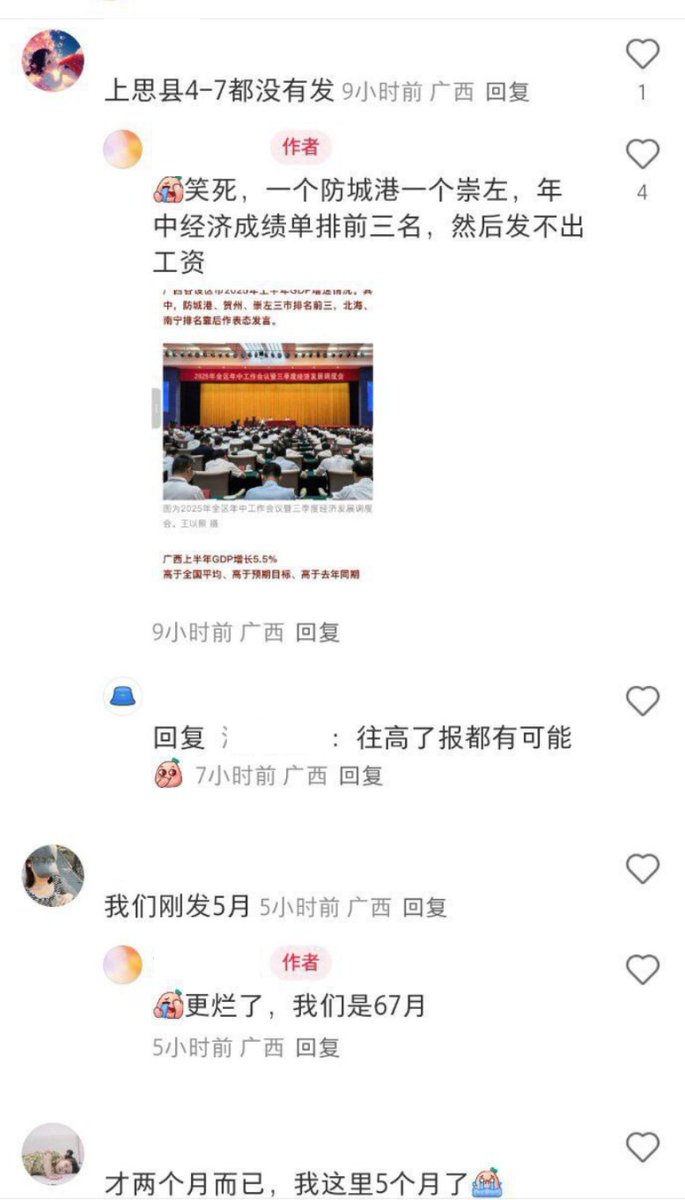 上思县4-7都没有发 9小时前 广西 回复
1
作者
笑死，一个防城港一个崇左，年
中经济成绩单排前三名，然后发不出
工资
4
广西各设区市2025年上半年GDP增速情况。其
中，防城港、贺州、崇左三市排名前三，北海、
南宁排名靠后作表态发言。
2025年全区年中工作会议暨三季度经济发展调度会
图为2025年全区年中工作会议暨三季度经济发展调度
会。王以照 摄
广西上半年GDP增长5.5%
高于全国平均、高于预期目标、高于去年同期
9小时前 广西 回复
回复 ：往高了报都有可能
7小时前 广西 回复
我们刚发5月 5小时前 广西 回复
作者
更烂了，我们是67月
5小时前 广西 回复
才两个月而已，我这里5个月了